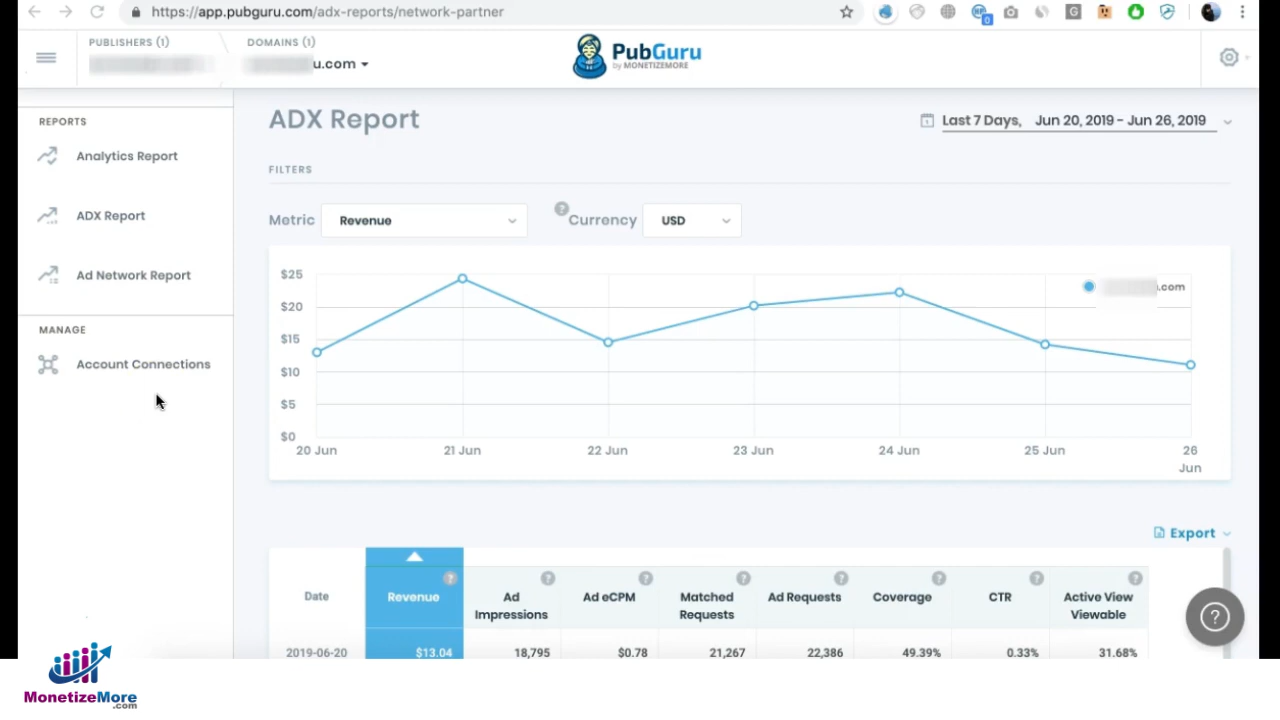 https://app.pubguru.com/adx-reports/network-partner
PUBLISHERS (1)
DOMAINS (1)
u.com
PubGuru
by MONETIZEMORE
REPORTS
Analytics Report
ADX Report
Ad Network Report
MANAGE
Account Connections
ADX Report
Last 7 Days, Jun 20, 2019 - Jun 26, 2019
FILTERS
Metric Revenue
Currency USD
.com
$25
$20
$15
$10
$5
$0
20 Jun 21 Jun 22 Jun 23 Jun 24 Jun 25 Jun 26 Jun
Export
Date Revenue Ad Impressions Ad eCPM Matched Requests Ad Requests Coverage CTR Active View Viewable
2019-06-20 $13.04 18,795 $0.78 21,267 22,386 49.39% 0.33% 31.68%
MonetizeMore
.com